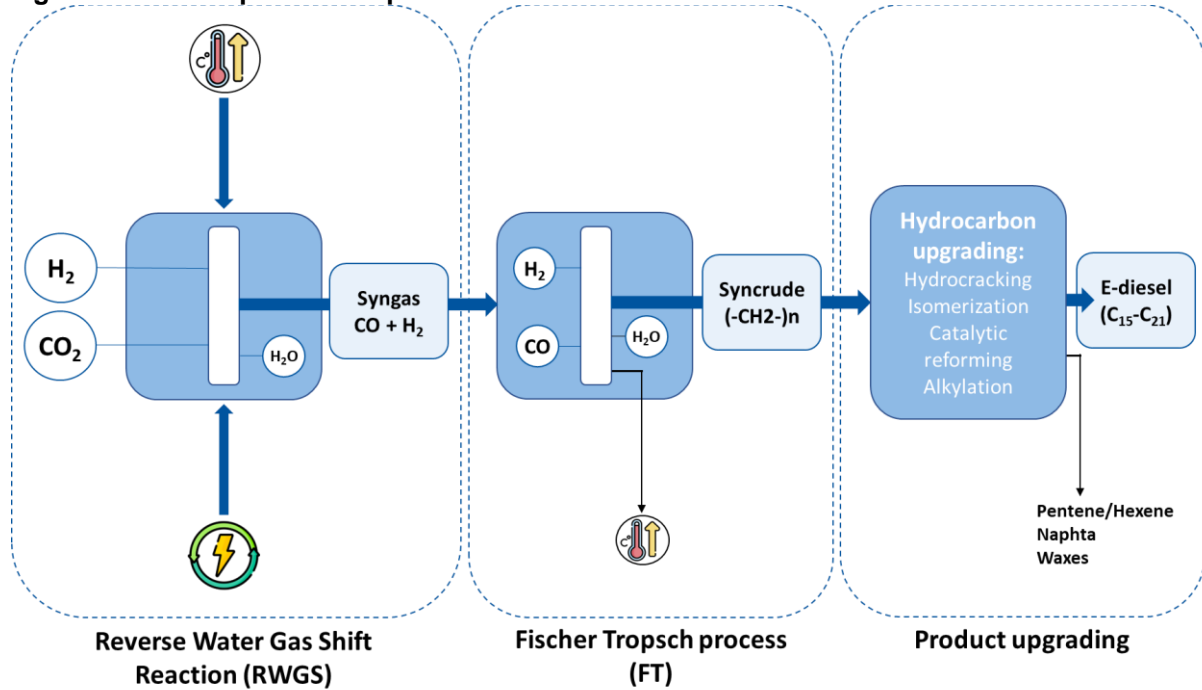 H₂
CO₂
H₂O
C°
Syngas
CO + H₂
Reverse Water Gas Shift
Reaction (RWGS)
H₂
CO
H₂O
C°
Syncrude
(-CH2-)n
Fischer Tropsch process
(FT)
Hydrocarbon
upgrading:
Hydrocracking
Isomerization
Catalytic
reforming
Alkylation
E-diesel
(C₁₅-C₂₁)
Pentene/Hexene
Naphta
Waxes
Product upgrading